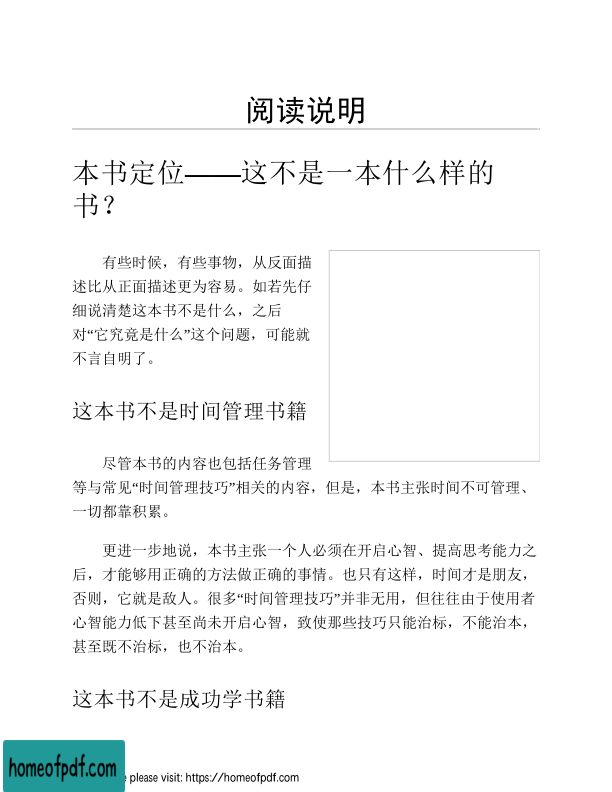 阅读说明
本书定位——这不是一本什么样的
书？
有些时候，有些事物，从反面描
述比从正面描述更为容易。如若先仔
细说清楚这本书不是什么，之后
对“它究竟是什么”这个问题，可能就
不言自明了。
这本书不是时间管理书籍
尽管本书的内容也包括任务管理
等与常见“时间管理技巧”相关的内容，但是，本书主张时间不可管理、
一切都靠积累。
更进一步地说，本书主张一个人必须在开启心智、提高思考能力之
后，才能够用正确的方法做正确的事情。也只有这样，时间才是朋友，
否则，它就是敌人。很多“时间管理技巧”并非无用，但往往由于使用者
心智能力低下甚至尚未开启心智，致使那些技巧只能治标，不能治本，
甚至既不治标，也不治本。
这本书不是成功学书籍
homeofpdf.com
e please visit: https://homeofpdf.com